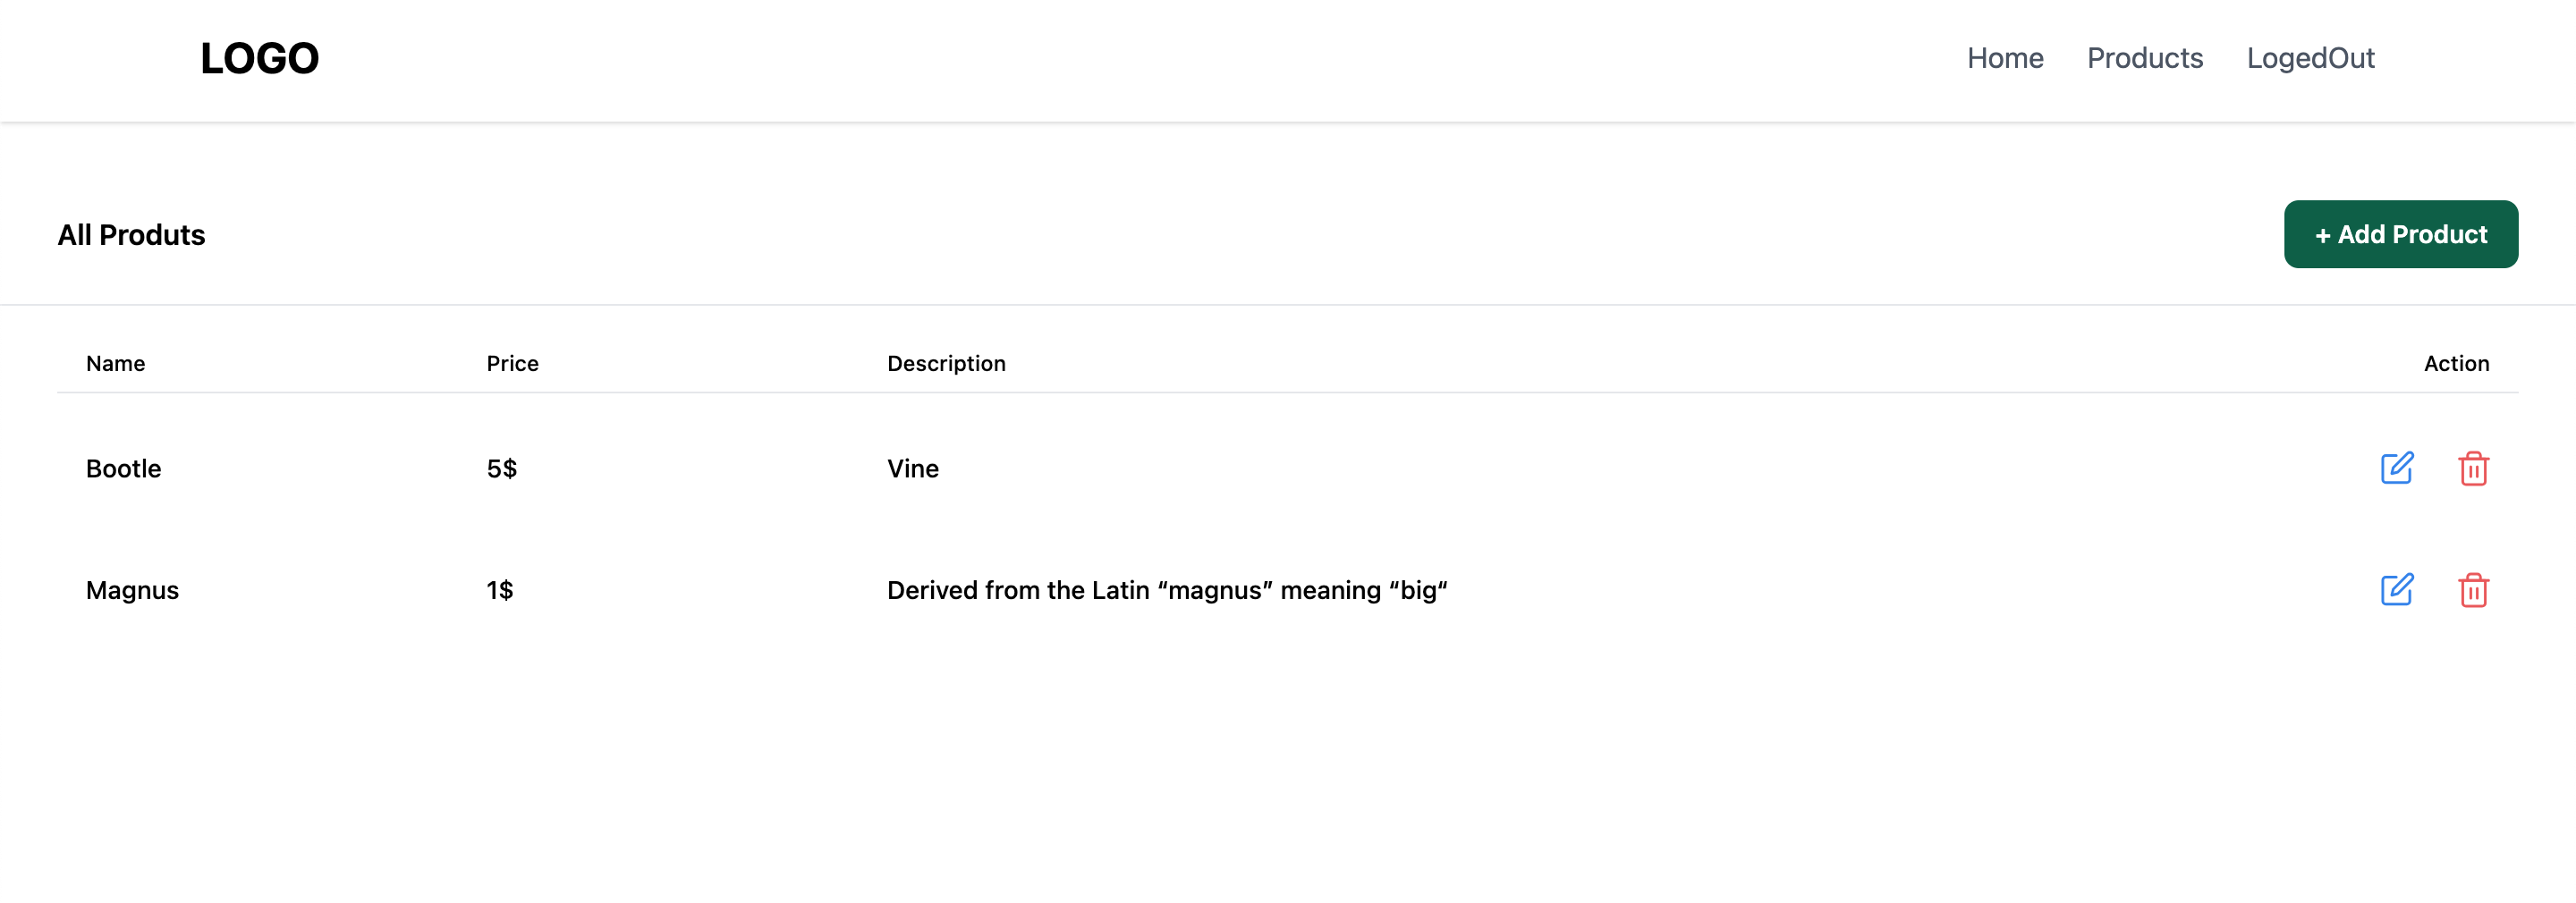 LOGO Home Products LogedOut
All Produts + Add Product
Name Price Description Action
Bootle 5$ Vine
Magnus 1$ Derived from the Latin “magnus” meaning “big“